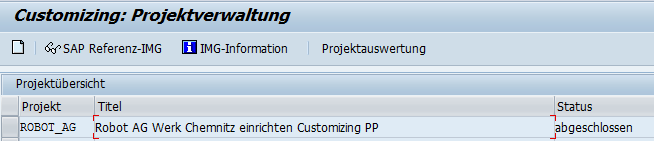 Customizing: Projektverwaltung
SAP Referenz-IMG IMG-Information Projektauswertung
Projektübersicht
Projekt Titel Status
ROBOT_AG Robot AG Werk Chemnitz einrichten Customizing PP abgeschlossen